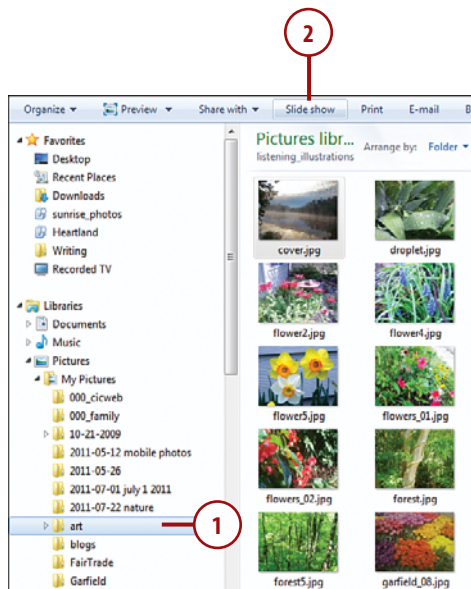 2
Organize Preview Share with Slide show Print E-mail B
Favorites
Desktop
Recent Places
Downloads
sunrise_photos
Heartland
Writing
Recorded TV
Libraries
Documents
Music
Pictures
My Pictures
000_cicweb
000_family
10-21-2009
2011-05-12 mobile photos
2011-05-26
2011-07-01 july 1 2011
2011-07-22 nature
art
1
blogs
FairTrade
Garfield
Pictures libr...
listening_illustrations
Arrange by: Folder
cover.jpg droplet.jpg
flower2.jpg flower4.jpg
flower5.jpg flowers_01.jpg
flowers_02.jpg forest.jpg
forest5.jpg garfield_08.jpg